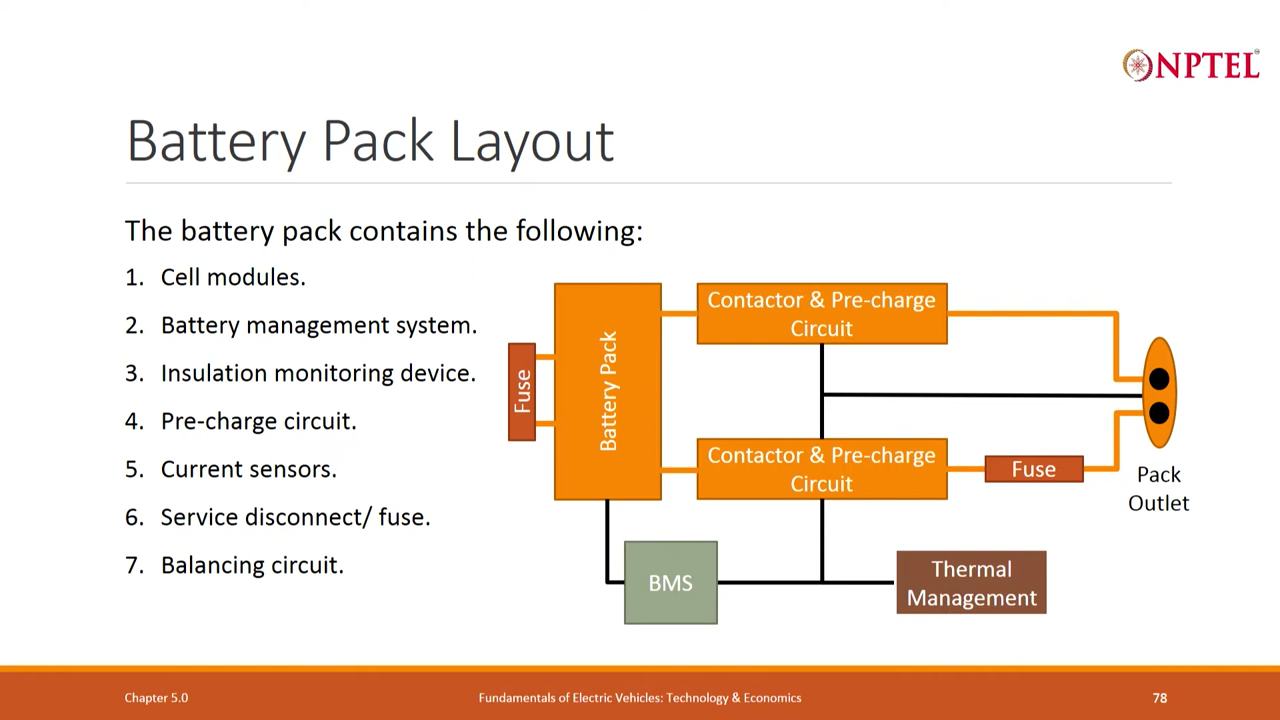 NPTEL
Battery Pack Layout
The battery pack contains the following:
1. Cell modules.
2. Battery management system.
3. Insulation monitoring device.
4. Pre-charge circuit.
5. Current sensors.
6. Service disconnect/ fuse.
7. Balancing circuit.
Fuse
Battery Pack
Contactor & Pre-charge
Circuit
Contactor & Pre-charge
Circuit
Fuse
Pack
Outlet
BMS
Thermal
Management
Chapter 5.0
Fundamentals of Electric Vehicles: Technology & Economics
78